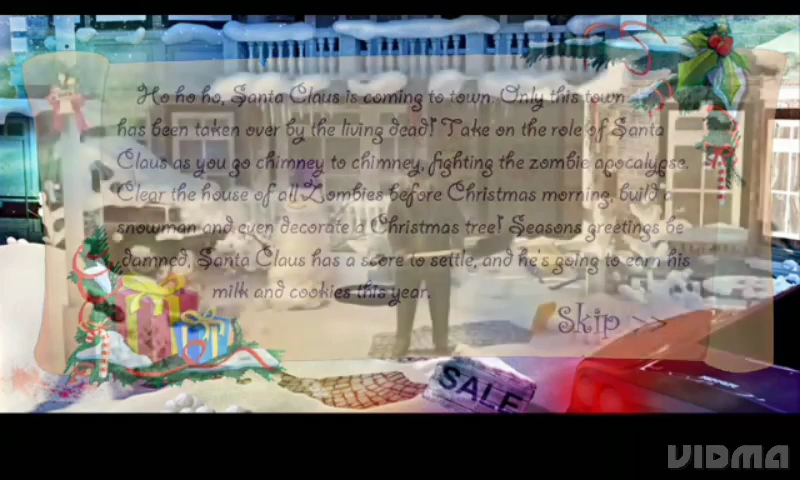 Ho ho ho, Santa Claus is coming to town. Only this town
has been taken over by the living dead! Take on the role of Santa
Claus as you go chimney to chimney, fighting the zombie apocalypse.
Clear the house of all Zombies before Christmas morning, build a
snowman and even decorate a Christmas tree! Seasons greetings be
damned, Santa Claus has a score to settle, and he's going to earn his
milk and cookies this year.
Skip >>
SALE
VIDMA